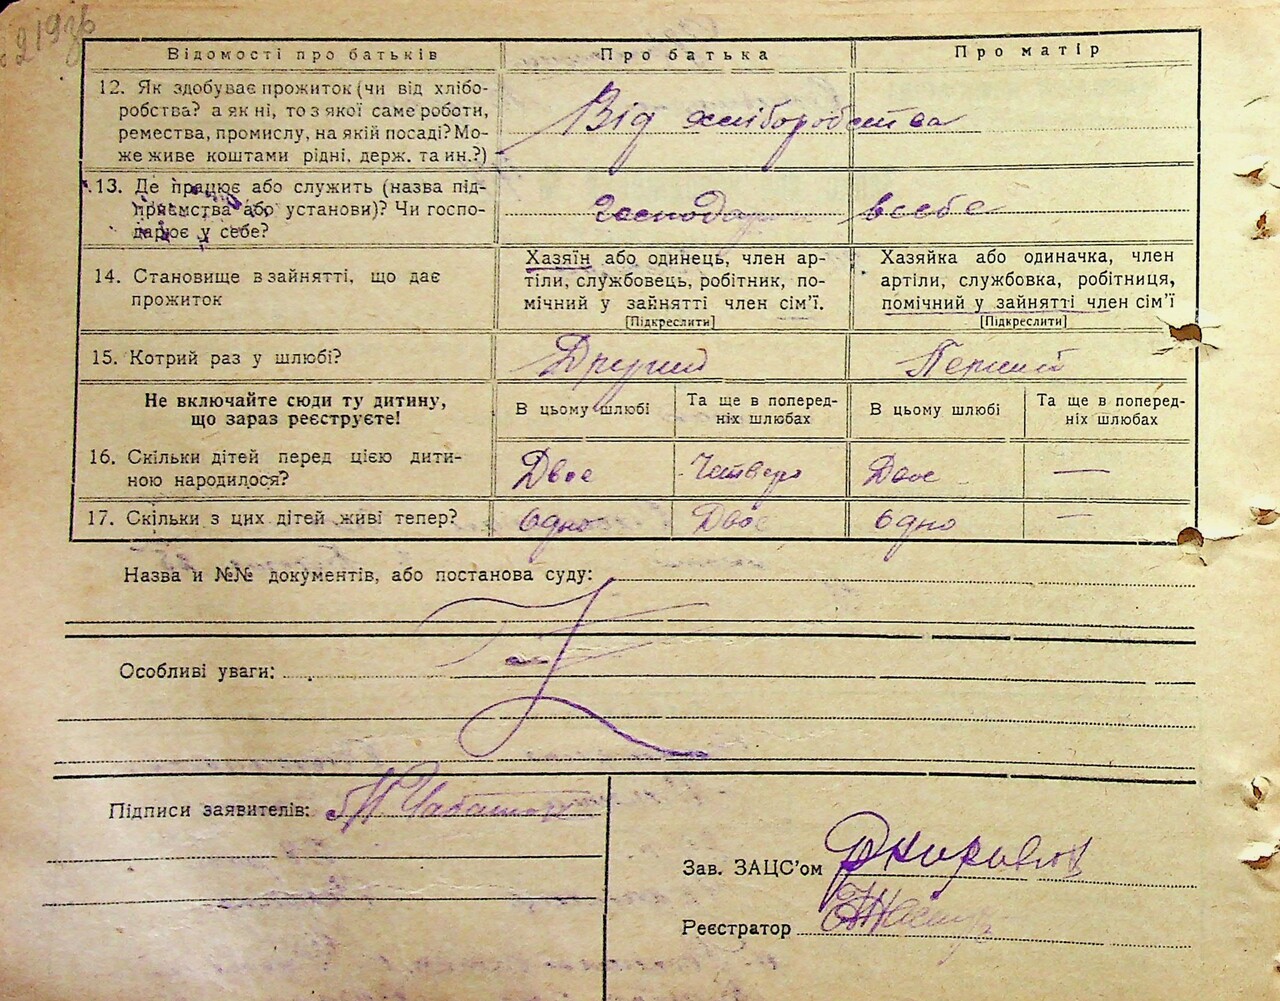 Відомості про батьків Про батька Про матір
12. Як здобуває прожиток (чи від хлібо-
робства? а як ні, то з якої саме роботи,
ремества, промислу, на якій посаді? Мо-
же живе коштами рідні, держ. та ин.?)
Від хліборобства
13. Де працює або служить (назва під-
приємства або установи)? Чи госпо-
дарює у себе?
господари всебе
14. Становище в зайнятті, що дає
прожиток
Хазяїн або одинець, член ар-
тіли, службовець, робітник, по-
мічний у зайнятті член сім'ї.
[Підкреслити]
Хазяйка або одиначка, член
артіли, службовка, робітниця,
помічний у зайнятті член сім'ї
[Підкреслити]
15. Котрий раз у шлюбі? Другий Перший
Не включайте сюди ту дитину,
що зараз реєструєте!
В цьому шлюбі
Та ще в поперед-
ніх шлюбах
В цьому шлюбі
Та ще в поперед-
ніх шлюбах
16. Скільки дітей перед цією дити-
ною народилося?
Двое Четверо Двое —
17. Скільки з цих дітей живі тепер? Одно Двое Одно —
Назва и №№ документів, або постанова суду:
Особливі уваги:
Підписи заявителів:
Зав. ЗАЦС'ом
Реєстратор